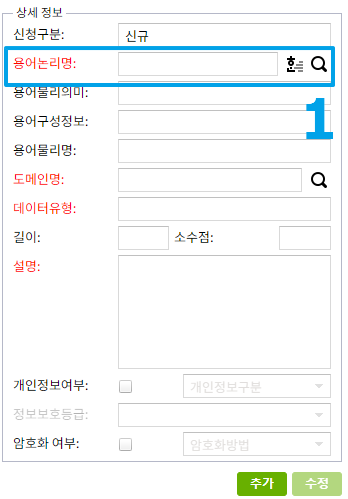 상세 정보
신청구분: 신규
용어논리명: 한
용어물리의미:
1
용어구성정보:
용어물리명:
도메인명:
데이터유형:
길이: 소수점:
설명:
개인정보여부: 개인정보구분
정보보호등급:
암호화 여부: 암호화방법
추가 수정